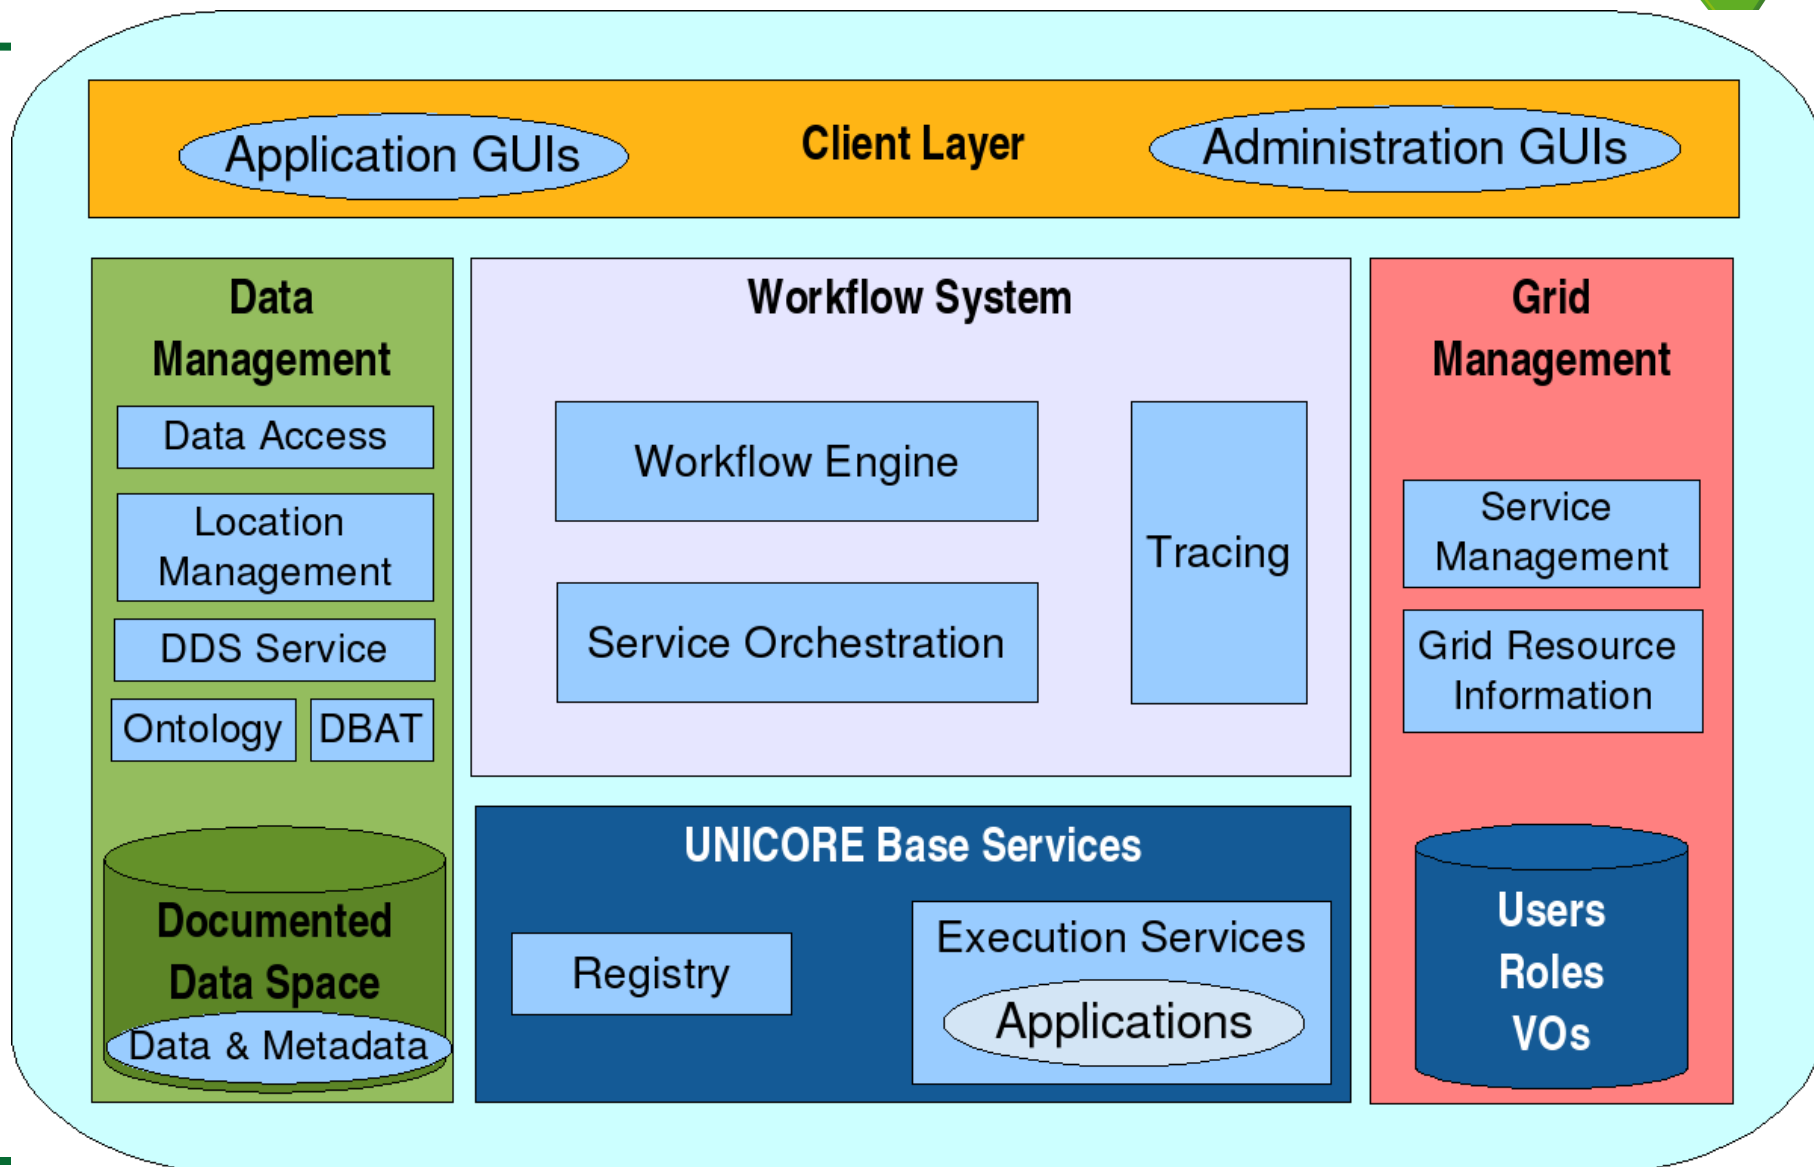 Application GUIs
Client Layer
Administration GUIs
Data
Management
Data Access
Location
Management
DDS Service
Ontology
DBAT
Documented
Data Space
Data & Metadata
Workflow System
Workflow Engine
Service Orchestration
Tracing
UNICORE Base Services
Registry
Execution Services
Applications
Grid
Management
Service
Management
Grid Resource
Information
Users
Roles
VOs